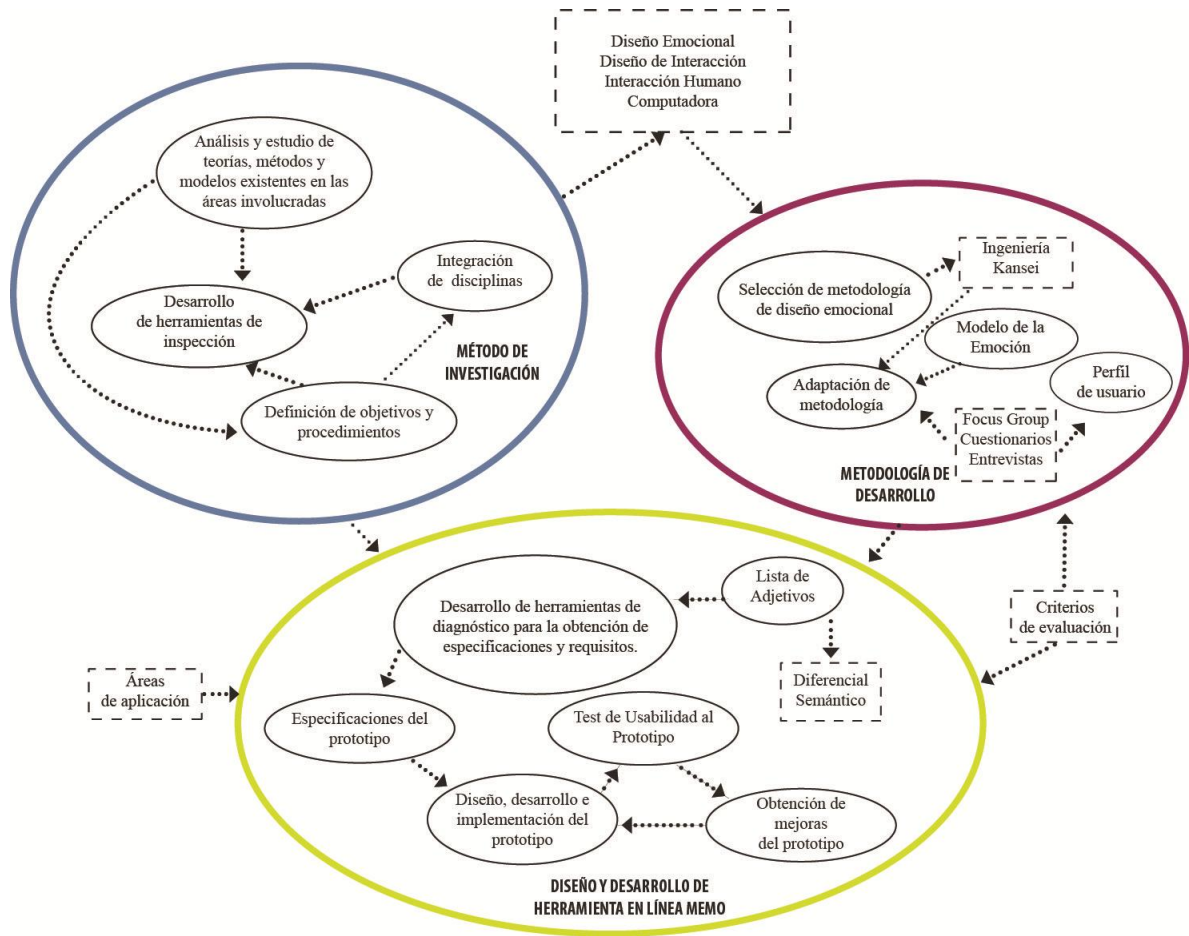 Diseño Emocional
Diseño de Interacción
Interacción Humano
Computadora
Análisis y estudio de
teorías, métodos y
modelos existentes en las
áreas involucradas
Integración
de disciplinas
Desarrollo
de herramientas de
inspección
MÉTODO DE
INVESTIGACIÓN
Definición de objetivos y
procedimientos
Ingeniería
Kansei
Selección de metodología
de diseño emocional
Modelo de la
Emoción
Perfil
de usuario
Adaptación de
metodología
Focus Group
Cuestionarios
Entrevistas
METODOLOGÍA DE
DESARROLLO
Lista de
Adjetivos
Desarrollo de herramientas de
diagnóstico para la obtención de
especificaciones y requisitos.
Criterios
de evaluación
Áreas
de aplicación
Diferencial
Semántico
Especificaciones del
prototipo
Test de Usabilidad al
Prototipo
Diseño, desarrollo e
implementación del
prototipo
Obtención de
mejoras
del prototipo
DISEÑO Y DESARROLLO DE
HERRAMIENTA EN LÍNEA MEMO